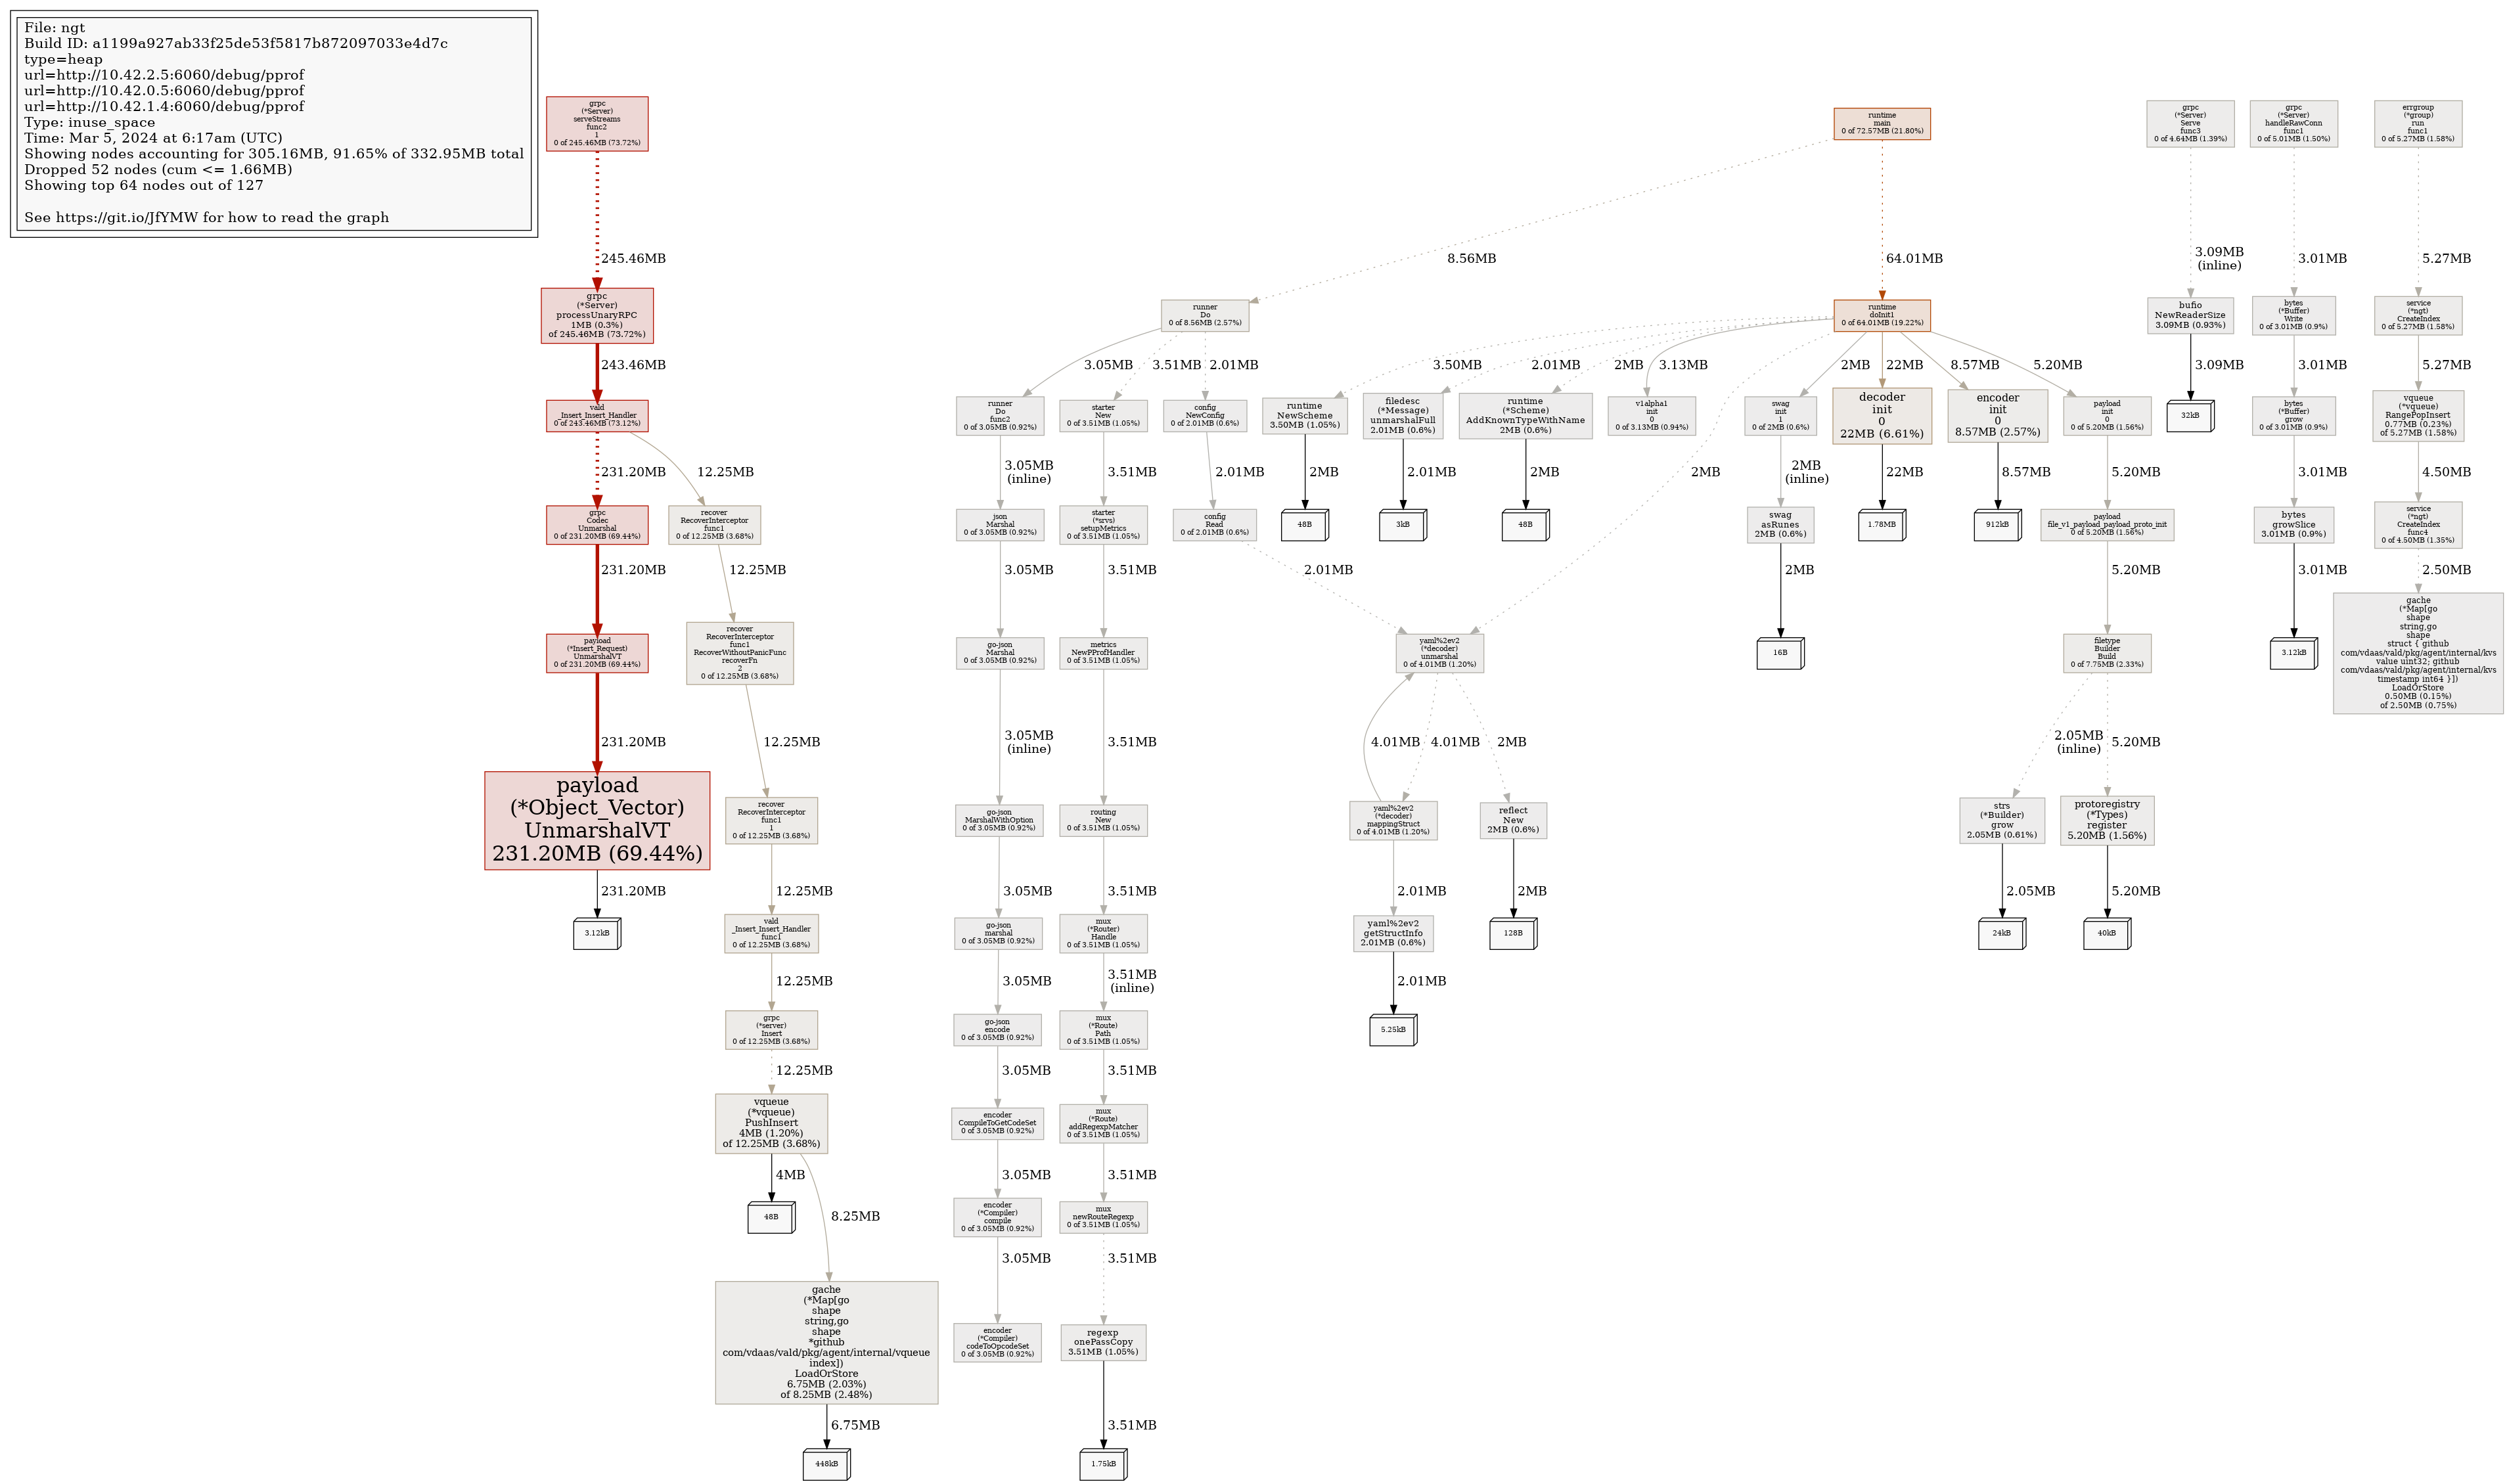 File: ngt
Build ID: a1199a927ab33f25de53f5817b872097033e4d7c
type=heap
url=http://10.42.2.5:6060/debug/pprof
url=http://10.42.0.5:6060/debug/pprof
url=http://10.42.1.4:6060/debug/pprof
Type: inuse_space
Time: Mar 5, 2024 at 6:17am (UTC)
Showing nodes accounting for 305.16MB, 91.65% of 332.95MB total
Dropped 52 nodes (cum <= 1.66MB)
Showing top 64 nodes out of 127
See https://git.io/JfYMW for how to read the graph
grpc
(*Server)
serveStreams
func2
1
0 of 245.46MB (73.72%)
245.46MB
grpc
(*Server)
processUnaryRPC
1MB (0.3%)
of 245.46MB (73.72%)
243.46MB
vald
_Insert_Insert_Handler
0 of 243.46MB (73.12%)
231.20MB
12.25MB
grpc
Codec
Unmarshal
0 of 231.20MB (69.44%)
231.20MB
payload
(*Insert_Request)
UnmarshalVT
0 of 231.20MB (69.44%)
231.20MB
payload
(*Object_Vector)
UnmarshalVT
231.20MB (69.44%)
231.20MB
3.12kB
recover
RecoverInterceptor
func1
0 of 12.25MB (3.68%)
12.25MB
recover
RecoverInterceptor
func1
RecoverWithoutPanicFunc
recoverFn
2
0 of 12.25MB (3.68%)
12.25MB
recover
RecoverInterceptor
func1
1
0 of 12.25MB (3.68%)
12.25MB
vald
_Insert_Insert_Handler
func1
0 of 12.25MB (3.68%)
12.25MB
grpc
(*server)
Insert
0 of 12.25MB (3.68%)
12.25MB
vqueue
(*vqueue)
PushInsert
4MB (1.20%)
of 12.25MB (3.68%)
4MB
48B
8.25MB
gache
(*Map[go
shape
string,go
shape
*github
com/vdaas/vald/pkg/agent/internal/vqueue
index])
LoadOrStore
6.75MB (2.03%)
of 8.25MB (2.48%)
6.75MB
448kB
runtime
main
0 of 72.57MB (21.80%)
8.56MB
64.01MB
runner
Do
0 of 8.56MB (2.57%)
3.05MB
3.51MB
2.01MB
runner
Do
func2
0 of 3.05MB (0.92%)
3.05MB
(inline)
json
Marshal
0 of 3.05MB (0.92%)
3.05MB
go-json
Marshal
0 of 3.05MB (0.92%)
3.05MB
(inline)
go-json
MarshalWithOption
0 of 3.05MB (0.92%)
3.05MB
go-json
marshal
0 of 3.05MB (0.92%)
3.05MB
go-json
encode
0 of 3.05MB (0.92%)
3.05MB
encoder
CompileToGetCodeSet
0 of 3.05MB (0.92%)
3.05MB
encoder
(*Compiler)
compile
0 of 3.05MB (0.92%)
3.05MB
encoder
(*Compiler)
codeToOpcodeSet
0 of 3.05MB (0.92%)
starter
New
0 of 3.51MB (1.05%)
3.51MB
starter
(*srvs)
setupMetrics
0 of 3.51MB (1.05%)
3.51MB
metrics
NewPProfHandler
0 of 3.51MB (1.05%)
3.51MB
routing
New
0 of 3.51MB (1.05%)
3.51MB
mux
(*Router)
Handle
0 of 3.51MB (1.05%)
3.51MB
(inline)
mux
(*Route)
Path
0 of 3.51MB (1.05%)
3.51MB
mux
(*Route)
addRegexpMatcher
0 of 3.51MB (1.05%)
3.51MB
mux
newRouteRegexp
0 of 3.51MB (1.05%)
3.51MB
regexp
onePassCopy
3.51MB (1.05%)
3.51MB
1.75kB
config
NewConfig
0 of 2.01MB (0.6%)
2.01MB
config
Read
0 of 2.01MB (0.6%)
2.01MB
runtime
doInit1
0 of 64.01MB (19.22%)
3.50MB
2.01MB
2MB
3.13MB
2MB
2MB
22MB
8.57MB
5.20MB
runtime
NewScheme
3.50MB (1.05%)
2MB
48B
filedesc
(*Message)
unmarshalFull
2.01MB (0.6%)
2.01MB
3kB
runtime
(*Scheme)
AddKnownTypeWithName
2MB (0.6%)
2MB
48B
v1alpha1
init
0
0 of 3.13MB (0.94%)
yaml%2ev2
(*decoder)
unmarshal
0 of 4.01MB (1.20%)
4.01MB
4.01MB
2MB
yaml%2ev2
(*decoder)
mappingStruct
0 of 4.01MB (1.20%)
2.01MB
yaml%2ev2
getStructInfo
2.01MB (0.6%)
2.01MB
5.25kB
reflect
New
2MB (0.6%)
2MB
128B
swag
init
1
0 of 2MB (0.6%)
2MB
(inline)
swag
asRunes
2MB (0.6%)
2MB
16B
decoder
init
0
22MB (6.61%)
22MB
1.78MB
encoder
init
0
8.57MB (2.57%)
8.57MB
912kB
payload
init
0
0 of 5.20MB (1.56%)
5.20MB
payload
file_v1_payload_payload_proto_init
0 of 5.20MB (1.56%)
5.20MB
filetype
Builder
Build
0 of 7.75MB (2.33%)
2.05MB
(inline)
5.20MB
strs
(*Builder)
grow
2.05MB (0.61%)
2.05MB
24kB
protoregistry
(*Types)
register
5.20MB (1.56%)
5.20MB
40kB
grpc
(*Server)
Serve
func3
0 of 4.64MB (1.39%)
3.09MB
(inline)
bufio
NewReaderSize
3.09MB (0.93%)
3.09MB
32kB
grpc
(*Server)
handleRawConn
func1
0 of 5.01MB (1.50%)
3.01MB
bytes
(*Buffer)
Write
0 of 3.01MB (0.9%)
3.01MB
bytes
(*Buffer)
grow
0 of 3.01MB (0.9%)
3.01MB
bytes
growSlice
3.01MB (0.9%)
3.01MB
3.12kB
errgroup
(*group)
run
func1
0 of 5.27MB (1.58%)
5.27MB
service
(*ngt)
CreateIndex
0 of 5.27MB (1.58%)
5.27MB
vqueue
(*vqueue)
RangePopInsert
0.77MB (0.23%)
of 5.27MB (1.58%)
4.50MB
service
(*ngt)
CreateIndex
func4
0 of 4.50MB (1.35%)
2.50MB
gache
(*Map[go
shape
string,go
shape
struct { github
com/vdaas/vald/pkg/agent/internal/kvs
value uint32; github
com/vdaas/vald/pkg/agent/internal/kvs
timestamp int64 }])
LoadOrStore
0.50MB (0.15%)
of 2.50MB (0.75%)